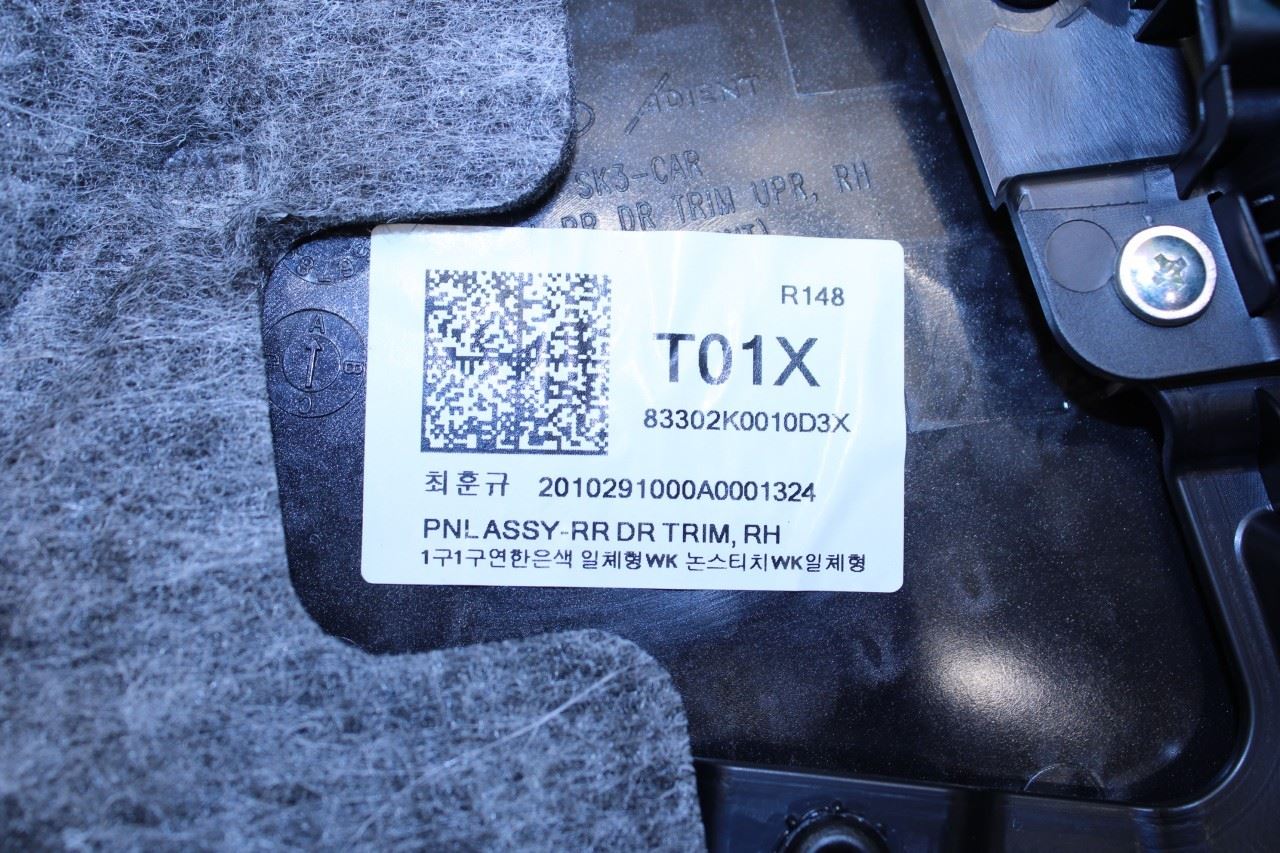 ADIENT
SK3-CAR
RR DR TRIM UPR, RH
R148
T01X
83302K0010D3X
최훈규 2010291000A0001324
PNL ASSY-RR DR TRIM, RH
1구1구연한은색 일체형WK 논스티치WK일체형
A
B
C